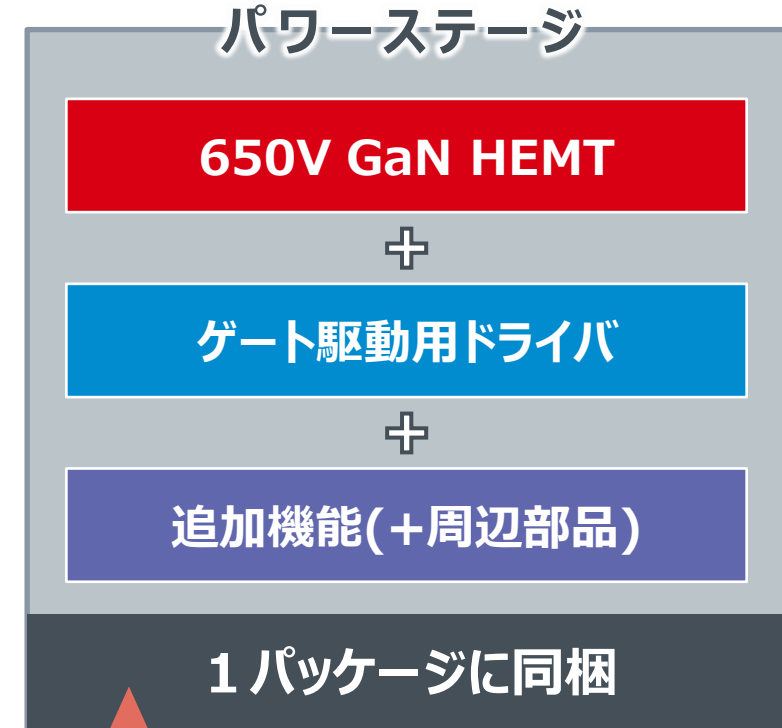 パワーステージ
650V GaN HEMT
+
ゲート駆動用ドライバ
+
追加機能(+周辺部品)
1パッケージに同梱